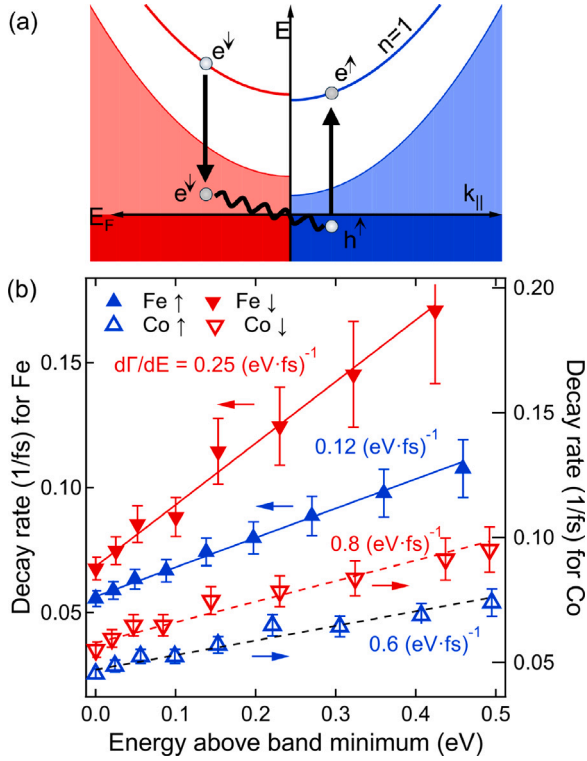 (a)
E
n=1
e↓
e↑
e↓
E_F
k_||
h↑
(b)
Fe ↑ Fe ↓
Co ↑ Co ↓
dΓ/dE = 0.25 (eV·fs)⁻¹
0.12 (eV·fs)⁻¹
0.8 (eV·fs)⁻¹
0.6 (eV·fs)⁻¹
Decay rate (1/fs) for Fe
0.15
0.10
0.05
0.20
0.15
0.10
0.05
Decay rate (1/fs) for Co
0.0 0.1 0.2 0.3 0.4 0.5
Energy above band minimum (eV)